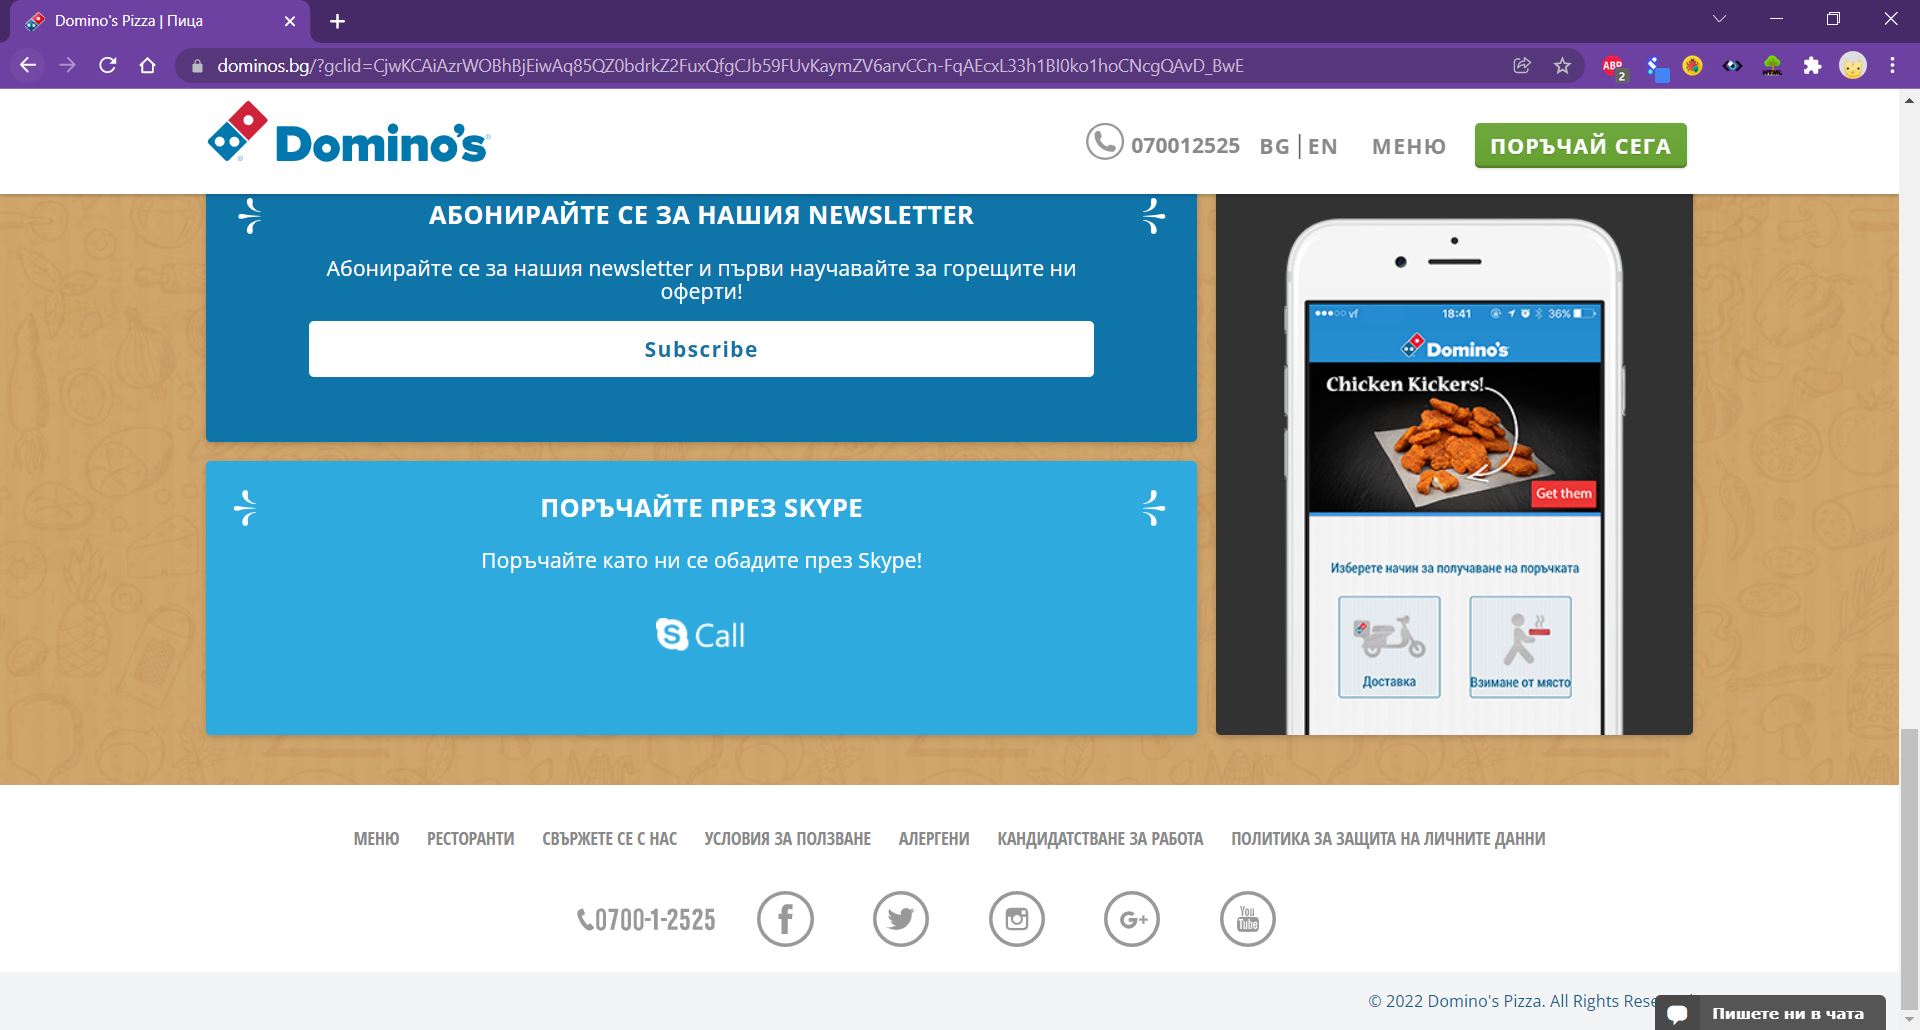 Domino's Pizza | Пица
dominos.bg/?gclid=CjwKCAiAzrWOBhBjEiwAq85QZ0bdrkZ2FuxQfgCJb59FUvKaymZV6arvCCn-FqAEcxL33h1BI0ko1hoCNcgQAvD_BwE
ABP
2
HTML
Domino's
070012525
BG | EN
МЕНЮ
ПОРЪЧАЙ СЕГА
АБОНИРАЙТЕ СЕ ЗА НАШИЯ NEWSLETTER
Абонирайте се за нашия newsletter и първи научавайте за горещите ни
оферти!
Subscribe
ПОРЪЧАЙТЕ ПРЕЗ SKYPE
Поръчайте като ни се обадите през Skype!
S Call
vf 18:41 36%
Domino's
Chicken Kickers!
Get them
Изберете начин за получаване на поръчката
Доставка
Взимане от място
МЕНЮ РЕСТОРАНТИ СВЪРЖЕТЕ СЕ С НАС УСЛОВИЯ ЗА ПОЛЗВАНЕ АЛЕРГЕНИ КАНДИДАТСТВАНЕ ЗА РАБОТА ПОЛИТИКА ЗА ЗАЩИТА НА ЛИЧНИТЕ ДАННИ
0700-1-2525
f
G+
You Tube
© 2022 Domino's Pizza. All Rights Rese
Пишете ни в чата